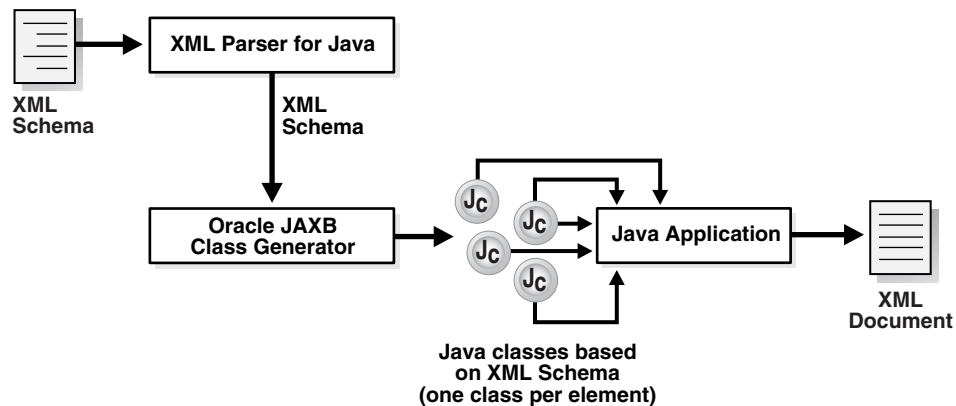 XML Parser for Java
XML
Schema
XML
Schema
Oracle JAXB
Class Generator
Jc
Jc
Jc
Jc
Java Application
XML
Document
Java classes based
on XML Schema
(one class per element)